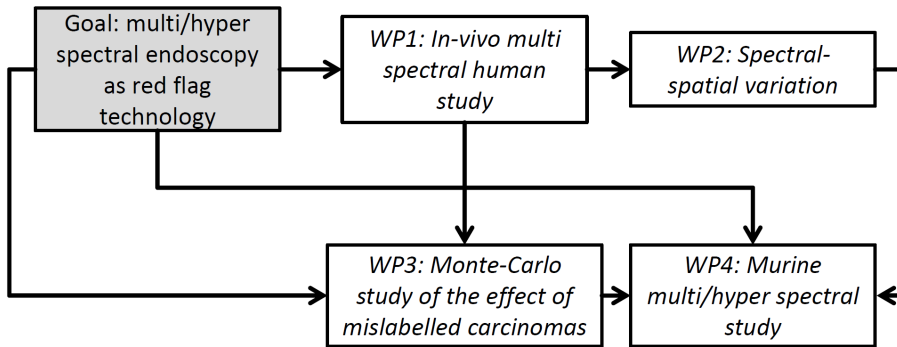 Goal: multi/hyper
spectral endoscopy
as red flag
technology
WP1: In-vivo multi
spectral human
study
WP2: Spectral-
spatial variation
WP3: Monte-Carlo
study of the effect of
mislabelled carcinomas
WP4: Murine
multi/hyper spectral
study